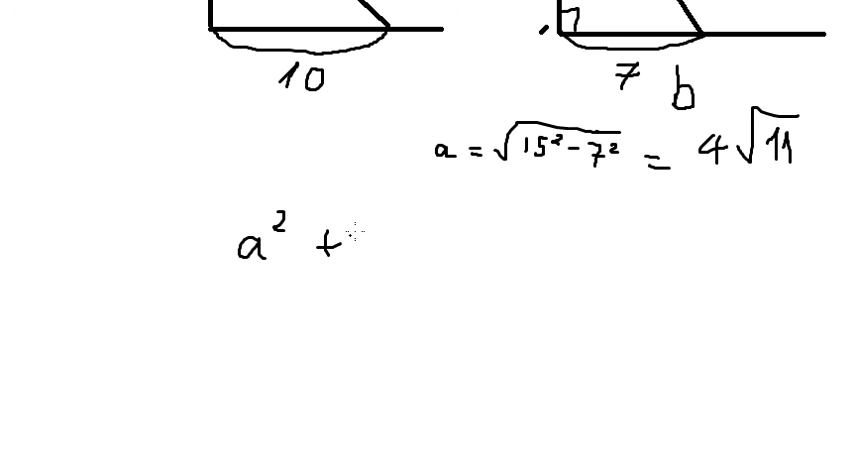 10
7
b
a = √15² - 7² = 4√11
a² +